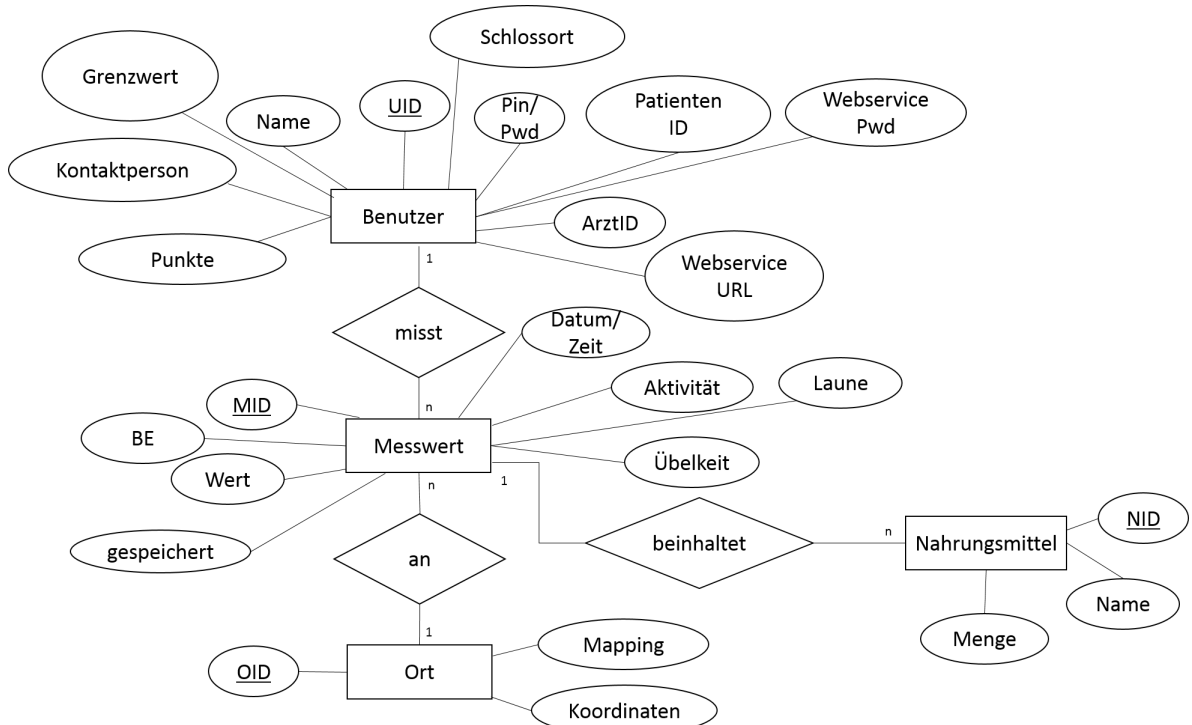 Schlossort
Grenzwert
Name
UID
Pin/
Pwd
Patienten
ID
Webservice
Pwd
Kontaktperson
Benutzer
ArztID
Punkte
Webservice
URL
1
misst
Datum/
Zeit
Aktivität
Laune
MID
n
BE
Messwert
Übelkeit
Wert
n
1
gespeichert
an
beinhaltet
n
Nahrungsmittel
NID
Name
Menge
1
OID
Ort
Mapping
Koordinaten